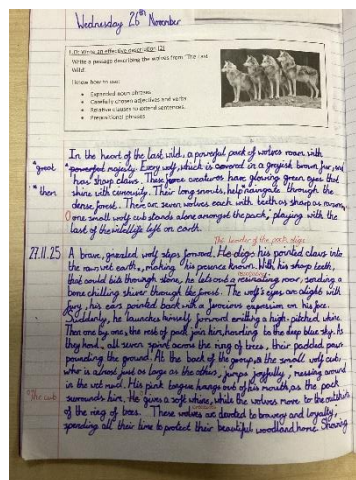 Wednesday 26th November
L.O: Write an effective description (2)
Write a passage describing the wolves from 'The Last
Wild'.
I know how to use:
Expanded noun phrases
Carefully chosen adjectives and verbs
Relative clauses to extend sentences.
Prepositional phrases
In the heart of the last wild, a powerful pack of wolves roam with
"great" powerful majesty. Every wolf, which is covered in a greyish brown fur, and
has sharp claws. These creatures have glowing green eyes that
"then shine with curiosity. Their long snouts, help navigate through the
dense forest. There are seven wolves each with teeth as sharp as razors,
one small wolf cub stands alone amongst the pack, playing with the
last of the wildlife left on earth.
The leader of the pack digs
27.11.25 A brave, grizzled wolf steps forward. He digs his pointed claws into
the raw, wet earth, making his presence known. With his sharp teeth,
that could bite through stone, he lets out a resounding roar, sending a
bone chilling shiver through the forest. The wolf's eyes are alight with
fury, his ears pointed back with a ferocious expression on his face.
Suddenly, he launches himself forward emitting a high-pitched whine.
Then one by one, the rest of pack join him, howling to the deep blue sky. As
they howl, all seven sprint across the ring of trees, their padded paws
pounding the ground. At the back of the group, is the small wolf cub,
who is almost just as large as the others, jumps joyfully, messing around
in the wet mud. His pink tongue hangs out of his mouth, as the pack
The cub surrounds him. He gives a soft whine, while the wolves move to the outskirts
of the ring of trees. These wolves are devoted to bravery and loyalty,
spending all their time to protect their beautiful woodland home. Sharing